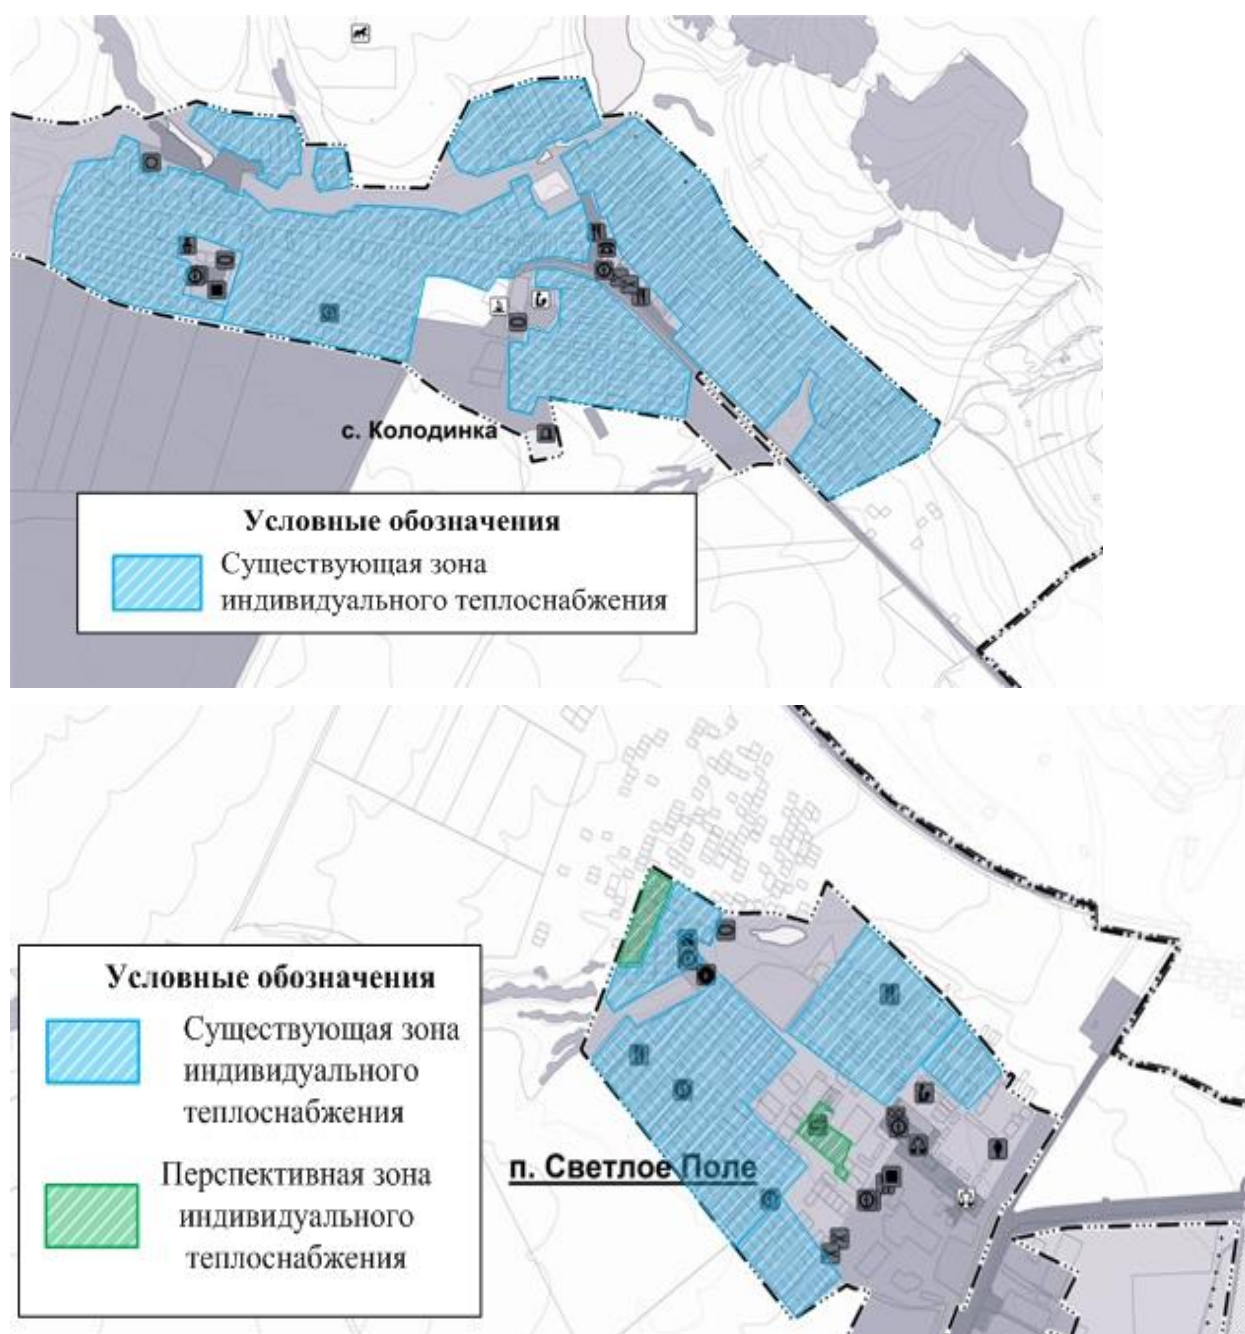 с. Колодинка
Условные обозначения
Существующая зона
индивидуального теплоснабжения
Условные обозначения
Существующая зона
индивидуального
теплоснабжения
Перспективная зона
индивидуального
теплоснабжения
п. Светлое Поле